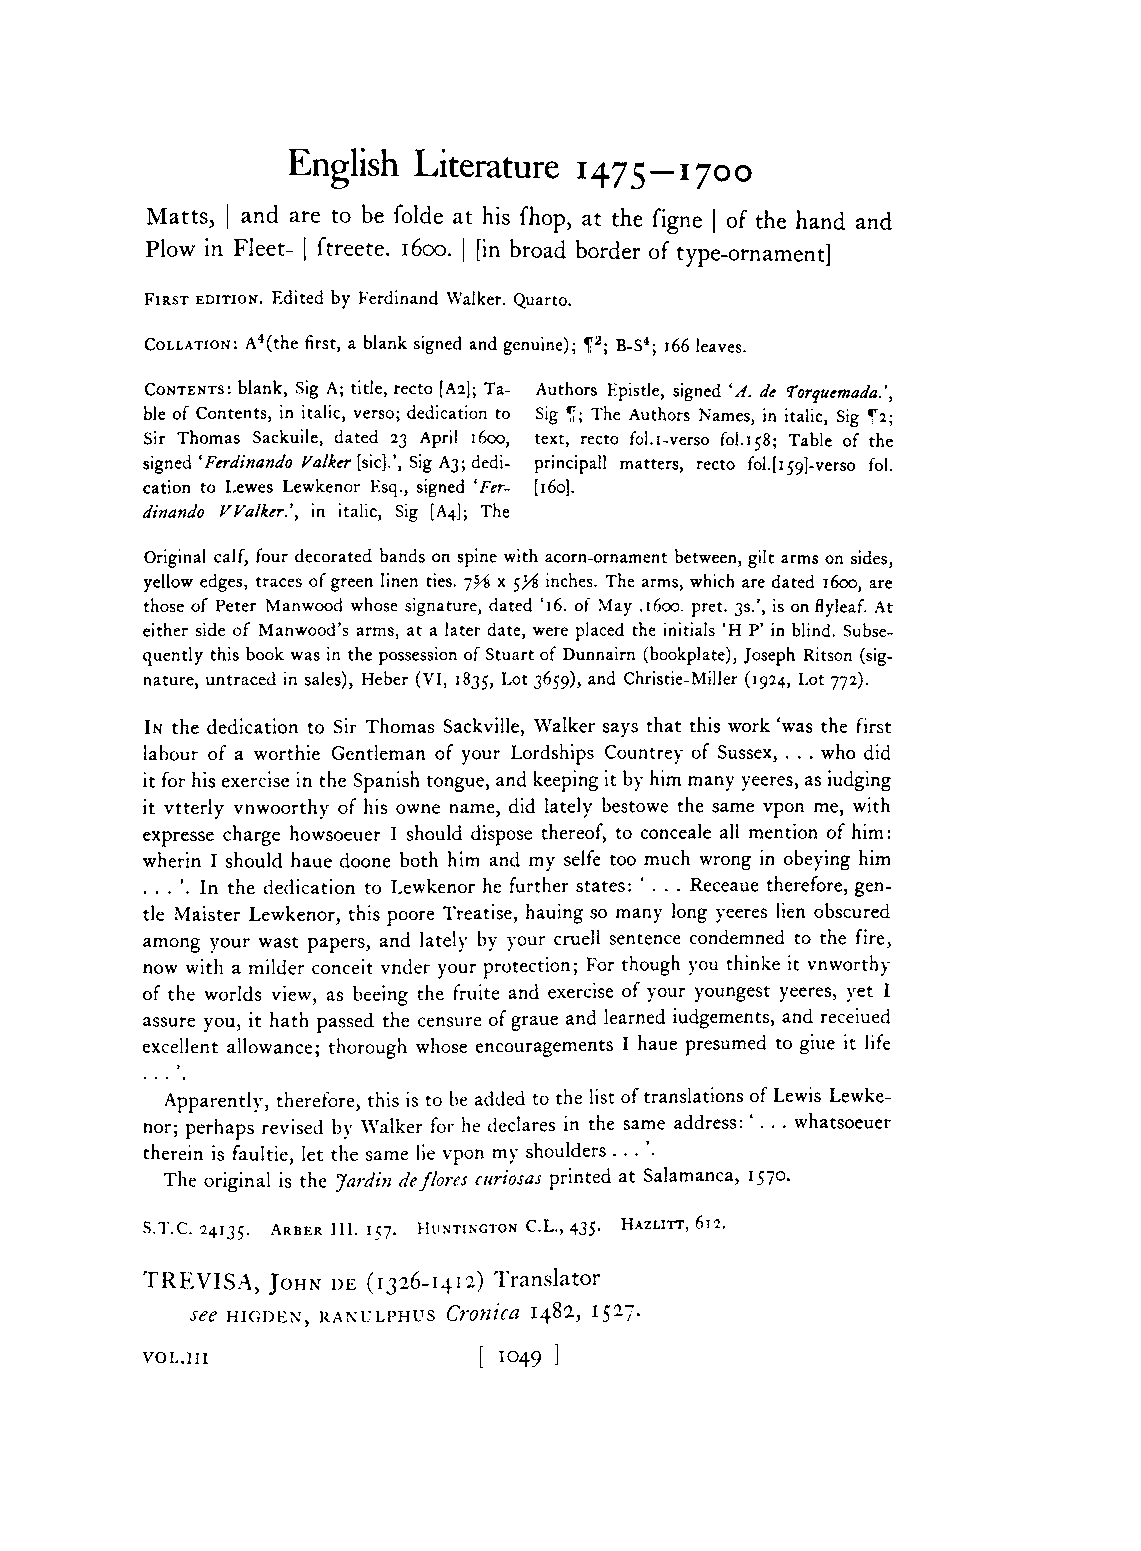 English Literature 1475—1700
Matts, | and are to be ſolde at his ſhop, at the ſigne | of the hand and
Plow in Fleet- | ſtreete. 1600. | [in broad border of type-ornament]
FIRST EDITION. Edited by Ferdinand Walker. Quarto.
COLLATION: A⁴(the first, a blank signed and genuine); ¶²; B-S⁴; 166 leaves.
CONTENTS: blank, Sig A; title, recto [A2]; Ta-
ble of Contents, in italic, verso; dedication to
Sir Thomas Sackuile, dated 23 April 1600,
signed ‘Ferdinando Valker [sic].’, Sig A3; dedi-
cation to Lewes Lewkenor Esq., signed ‘Fer-
dinando VValker.’, in italic, Sig [A4]; The
Authors Epistle, signed ‘A. de Torquemada.’,
Sig ¶; The Authors Names, in italic, Sig ¶2;
text, recto fol.1-verso fol.158; Table of the
principall matters, recto fol.[159]-verso fol.
[160].
Original calf, four decorated bands on spine with acorn-ornament between, gilt arms on sides,
yellow edges, traces of green linen ties. 7⅝ x 5⅜ inches. The arms, which are dated 1600, are
those of Peter Manwood whose signature, dated ‘16. of May .1600. pret. 3s.’, is on flyleaf. At
either side of Manwood’s arms, at a later date, were placed the initials ‘H P’ in blind. Subse-
quently this book was in the possession of Stuart of Dunnairn (bookplate), Joseph Ritson (sig-
nature, untraced in sales), Heber (VI, 1835, Lot 3659), and Christie-Miller (1924, Lot 772).
IN the dedication to Sir Thomas Sackville, Walker says that this work ‘was the first
labour of a worthie Gentleman of your Lordships Countrey of Sussex, . . . who did
it for his exercise in the Spanish tongue, and keeping it by him many yeeres, as iudging
it vtterly vnwoorthy of his owne name, did lately bestowe the same vpon me, with
expresse charge howsoeuer I should dispose thereof, to conceale all mention of him:
wherin I should haue doone both him and my selfe too much wrong in obeying him
. . . ’. In the dedication to Lewkenor he further states: ‘ . . . Receaue therefore, gen-
tle Maister Lewkenor, this poore Treatise, hauing so many long yeeres lien obscured
among your wast papers, and lately by your cruell sentence condemned to the fire,
now with a milder conceit vnder your protection; For though you thinke it vnworthy
of the worlds view, as beeing the fruite and exercise of your youngest yeeres, yet I
assure you, it hath passed the censure of graue and learned iudgements, and receiued
excellent allowance; thorough whose encouragements I haue presumed to giue it life
. . . ’.
Apparently, therefore, this is to be added to the list of translations of Lewis Lewke-
nor; perhaps revised by Walker for he declares in the same address: ‘ . . . whatsoeuer
therein is faultie, let the same lie vpon my shoulders . . . ’.
The original is the Jardin de flores curiosas printed at Salamanca, 1570.
S.T.C. 24135. ARBER III. 157. HUNTINGTON C.L., 435. HAZLITT, 612.
TREVISA, JOHN DE (1326-1412) Translator
see HIGDEN, RANULPHUS Cronica 1482, 1527.
VOL.III [ 1049 ]